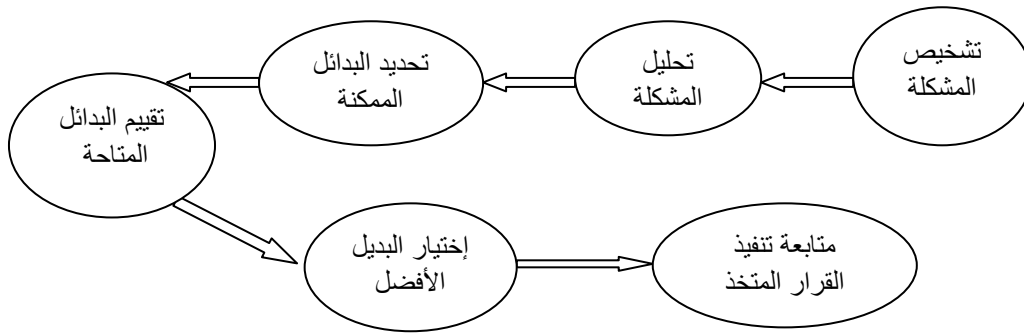 تشخيص
المشكلة
تحليل
المشكلة
تحديد البدائل
الممكنة
تقييم البدائل
المتاحة
إختيار البديل
الأفضل
متابعة تنفيذ
القرار المتخذ